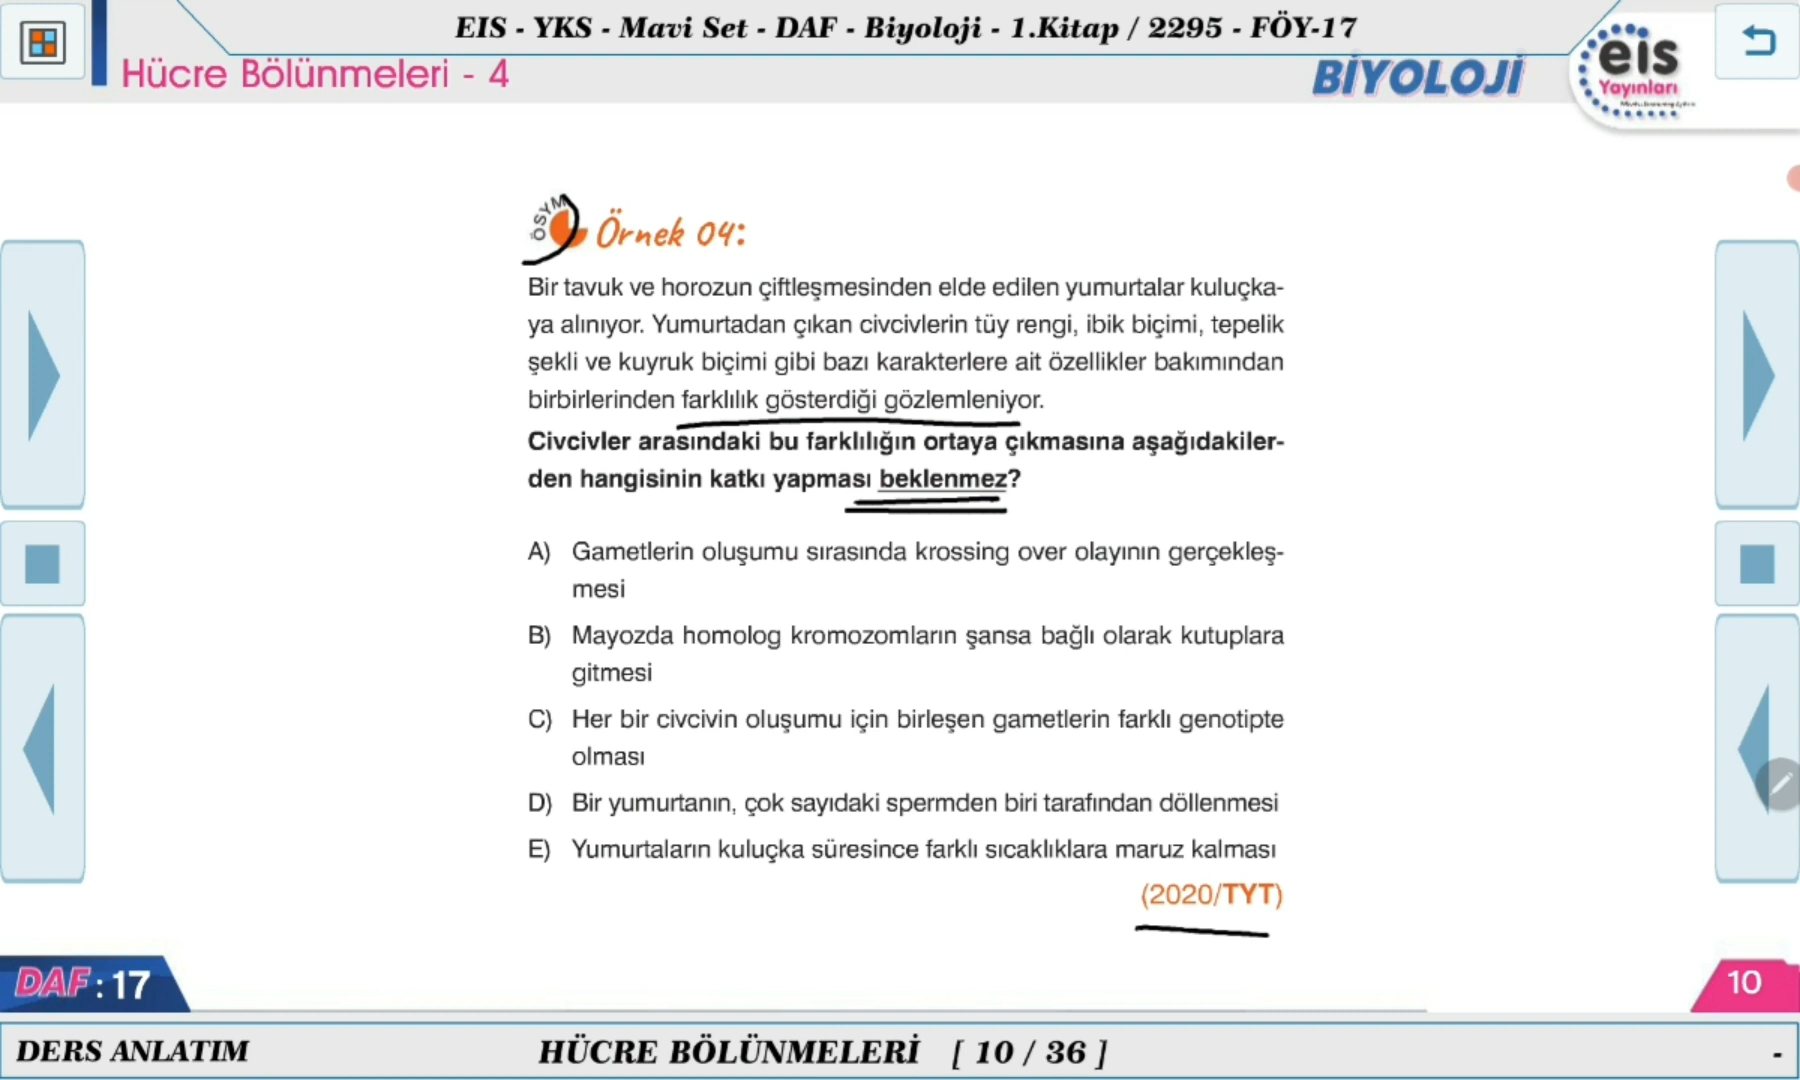 EIS - YKS - Mavi Set - DAF - Biyoloji - 1.Kitap / 2295 - FÖY-17
Hücre Bölünmeleri - 4
BİYOLOJİ
eis
Yayınları
ÖSYM
Örnek 04:
Bir tavuk ve horozun çiftleşmesinden elde edilen yumurtalar kuluçka-
ya alınıyor. Yumurtadan çıkan civcivlerin tüy rengi, ibik biçimi, tepelik
şekli ve kuyruk biçimi gibi bazı karakterlere ait özellikler bakımından
birbirlerinden farklılık gösterdiği gözlemleniyor.
Civcivler arasındaki bu farklılığın ortaya çıkmasına aşağıdakiler-
den hangisinin katkı yapması beklenmez?
A) Gametlerin oluşumu sırasında krossing over olayının gerçekleş-
mesi
B) Mayozda homolog kromozomların şansa bağlı olarak kutuplara
gitmesi
C) Her bir civcivin oluşumu için birleşen gametlerin farklı genotipte
olması
D) Bir yumurtanın, çok sayıdaki spermden biri tarafından döllenmesi
E) Yumurtaların kuluçka süresince farklı sıcaklıklara maruz kalması
(2020/TYT)
DAF : 17
10
DERS ANLATIM
HÜCRE BÖLÜNMELERİ [ 10 / 36 ]
-